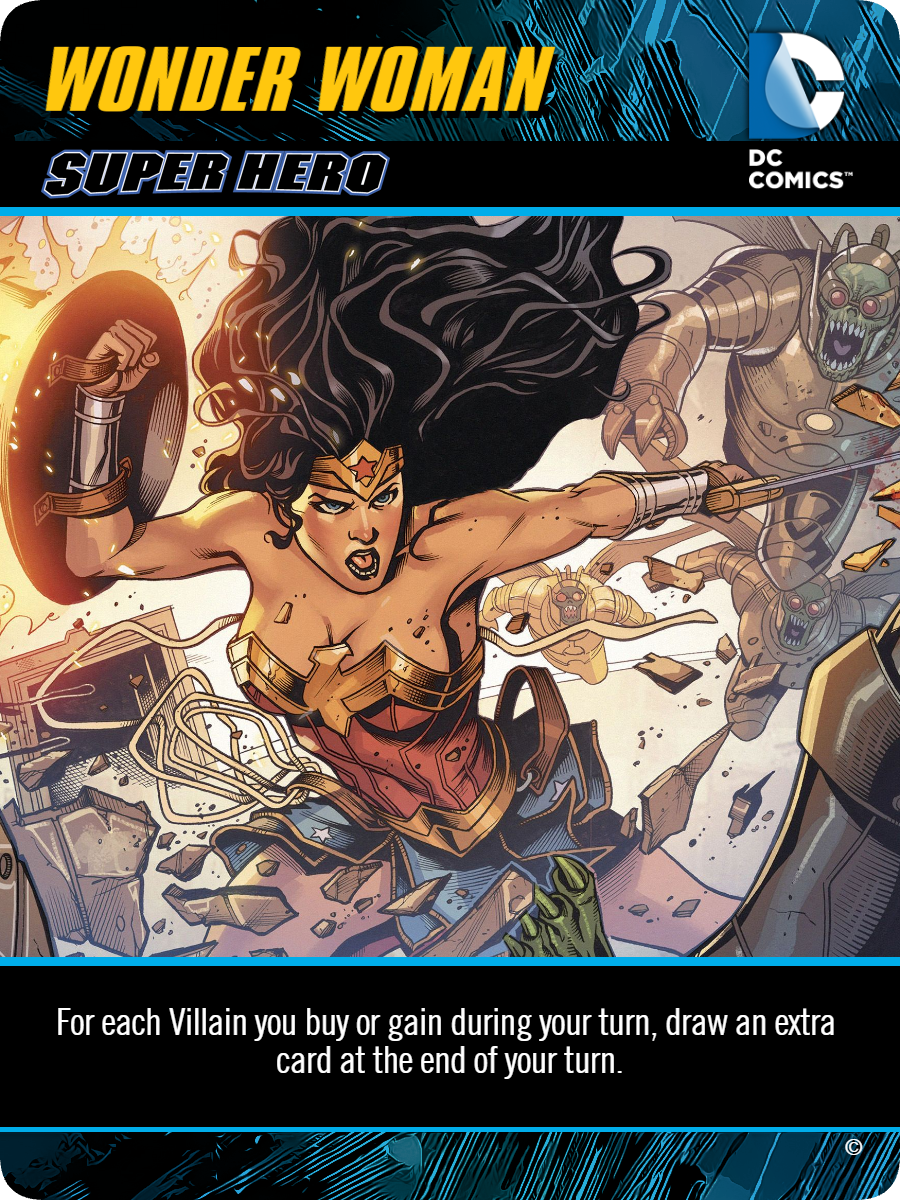 WONDER WOMAN
SUPER HERO
DC
COMICS™
For each Villain you buy or gain during your turn, draw an extra
card at the end of your turn.
©